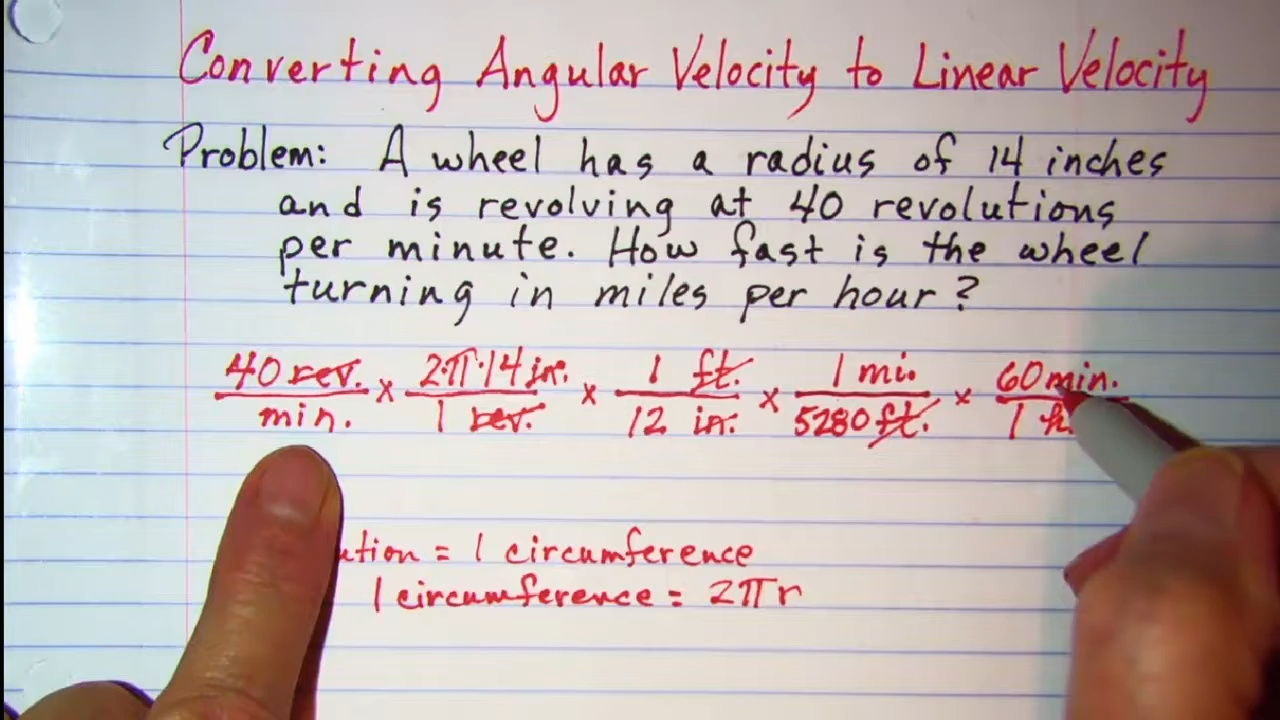 Converting Angular Velocity to Linear Velocity
Problem: A wheel has a radius of 14 inches
and is revolving at 40 revolutions
per minute. How fast is the wheel
turning in miles per hour?
40 rev. 2·π·14 in. 1 ft. 1 mi. 60 min.
× × × ×
min. 1 rev. 12 in. 5280 ft. 1
= 1 circumference
1 circumference = 2πr